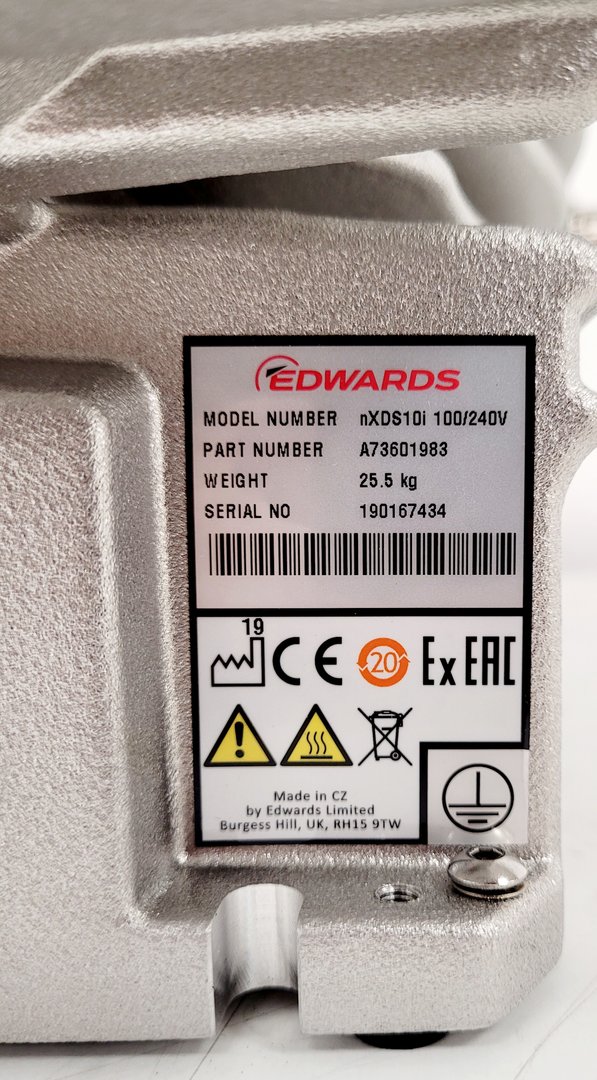 EDWARDS
MODEL NUMBER nXDS10i 100/240V
PART NUMBER A73601983
WEIGHT 25.5 kg
SERIAL NO 190167434
19
CE 20 Ex EAC
Made in CZ
by Edwards Limited
Burgess Hill, UK, RH15 9TW